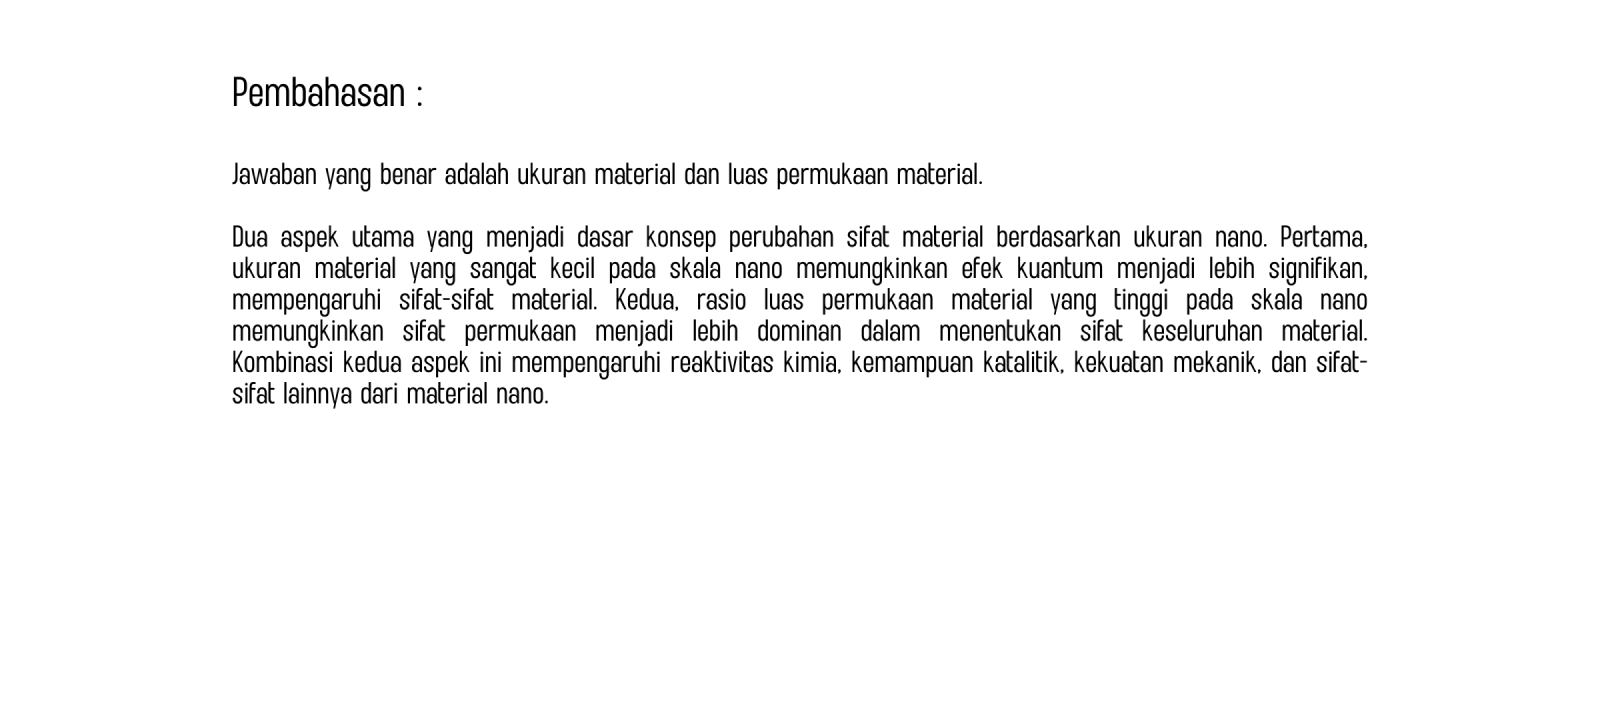 Pembahasan :
Jawaban yang benar adalah ukuran material dan luas permukaan material.
Dua aspek utama yang menjadi dasar konsep perubahan sifat material berdasarkan ukuran nano. Pertama,
ukuran material yang sangat kecil pada skala nano memungkinkan efek kuantum menjadi lebih signifikan,
mempengaruhi sifat-sifat material. Kedua, rasio luas permukaan material yang tinggi pada skala nano
memungkinkan sifat permukaan menjadi lebih dominan dalam menentukan sifat keseluruhan material.
Kombinasi kedua aspek ini mempengaruhi reaktivitas kimia, kemampuan katalitik, kekuatan mekanik, dan sifat-
sifat lainnya dari material nano.